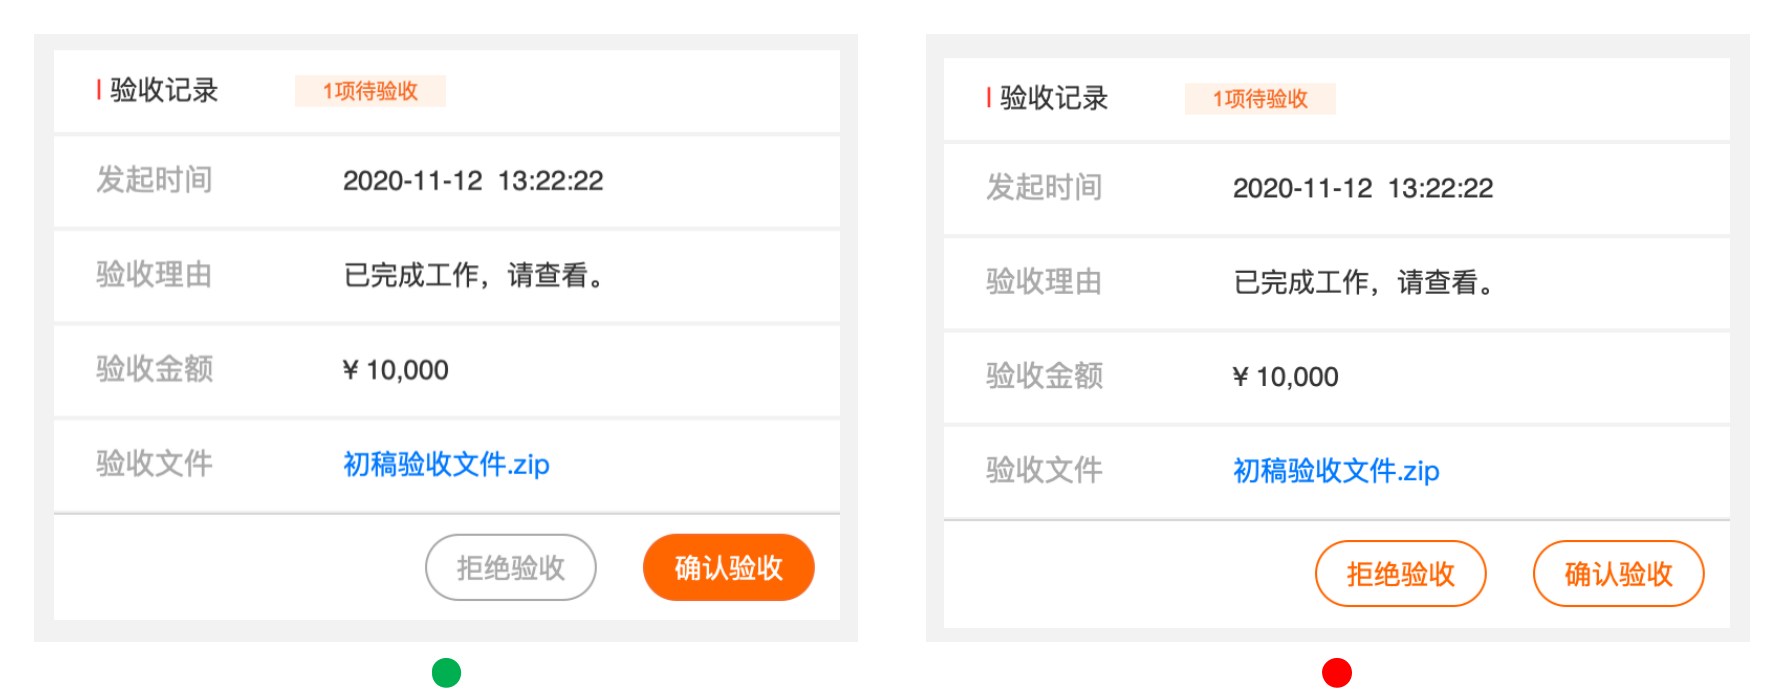 验收记录 1项待验收
发起时间 2020-11-12 13:22:22
验收理由 已完成工作，请查看。
验收金额 ¥ 10,000
验收文件 初稿验收文件.zip
拒绝验收 确认验收
验收记录 1项待验收
发起时间 2020-11-12 13:22:22
验收理由 已完成工作，请查看。
验收金额 ¥ 10,000
验收文件 初稿验收文件.zip
拒绝验收 确认验收